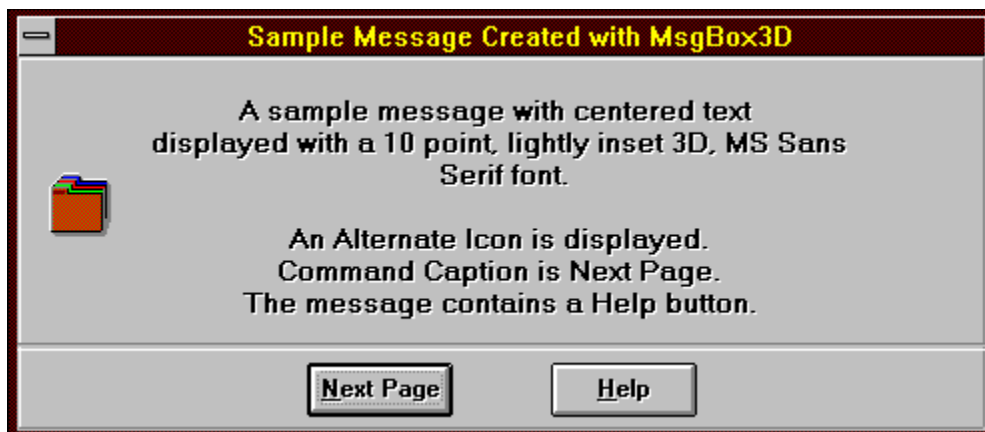 Sample Message Created with MsgBox3D
A sample message with centered text
displayed with a 10 point, lightly inset 3D, MS Sans
Serif font.
An Alternate Icon is displayed.
Command Caption is Next Page.
The message contains a Help button.
Next Page
Help